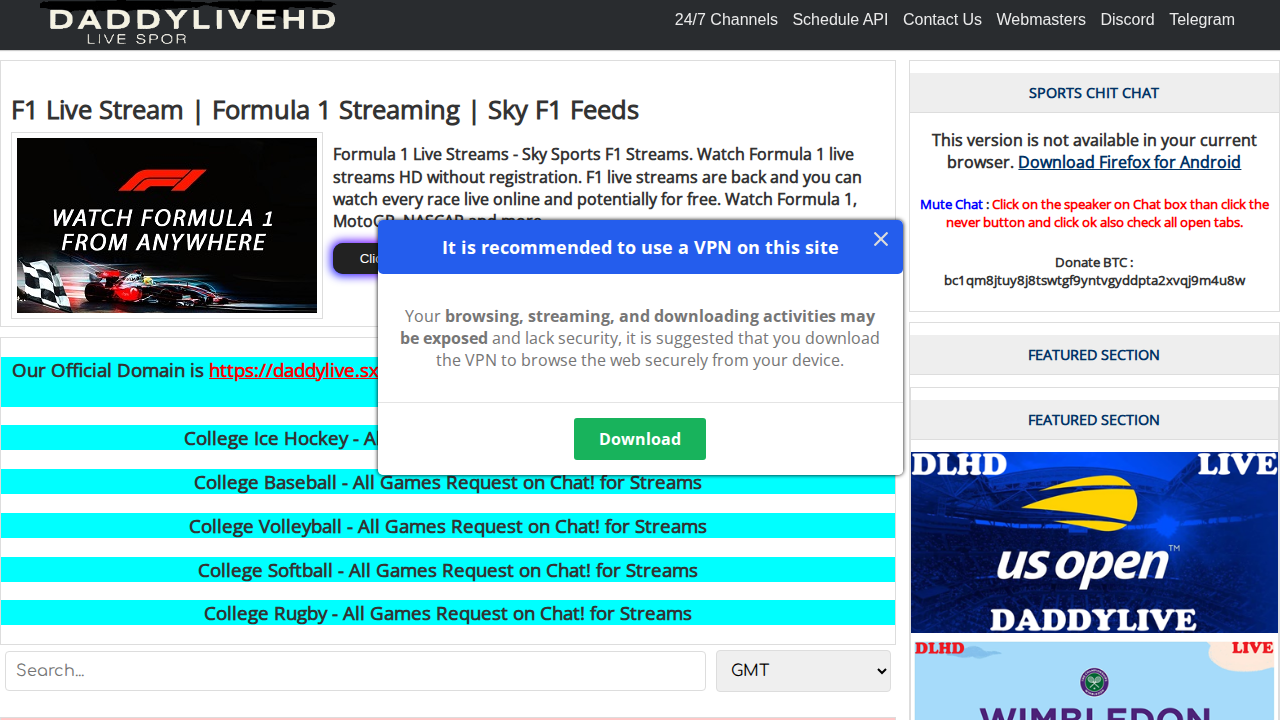 DADDYLIVEHD
LIVE SPOR
24/7 Channels Schedule API Contact Us Webmasters Discord Telegram
F1 Live Stream | Formula 1 Streaming | Sky F1 Feeds
WATCH FORMULA 1
FROM ANYWHERE
Formula 1 Live Streams - Sky Sports F1 Streams. Watch Formula 1 live
streams HD without registration. F1 live streams are back and you can
watch every race live online and potentially for free. Watch Formula 1,
MotoGP, NASCAR and more
Clic
It is recommended to use a VPN on this site
Your browsing, streaming, and downloading activities may
be exposed and lack security, it is suggested that you download
the VPN to browse the web securely from your device.
Download
Our Official Domain is https://daddylive.sx
College Ice Hockey - Al
College Baseball - All Games Request on Chat! for Streams
College Volleyball - All Games Request on Chat! for Streams
College Softball - All Games Request on Chat! for Streams
College Rugby - All Games Request on Chat! for Streams
Search...
GMT
SPORTS CHIT CHAT
This version is not available in your current
browser. Download Firefox for Android
Mute Chat : Click on the speaker on Chat box than click the
never button and click ok also check all open tabs.
Donate BTC :
bc1qm8jtuy8j8tswtgf9yntvgyddpta2xvqj9m4u8w
FEATURED SECTION
FEATURED SECTION
DLHD LIVE
us open
TM
DADDYLIVE
DLHD LIVE
WIMBLEDON